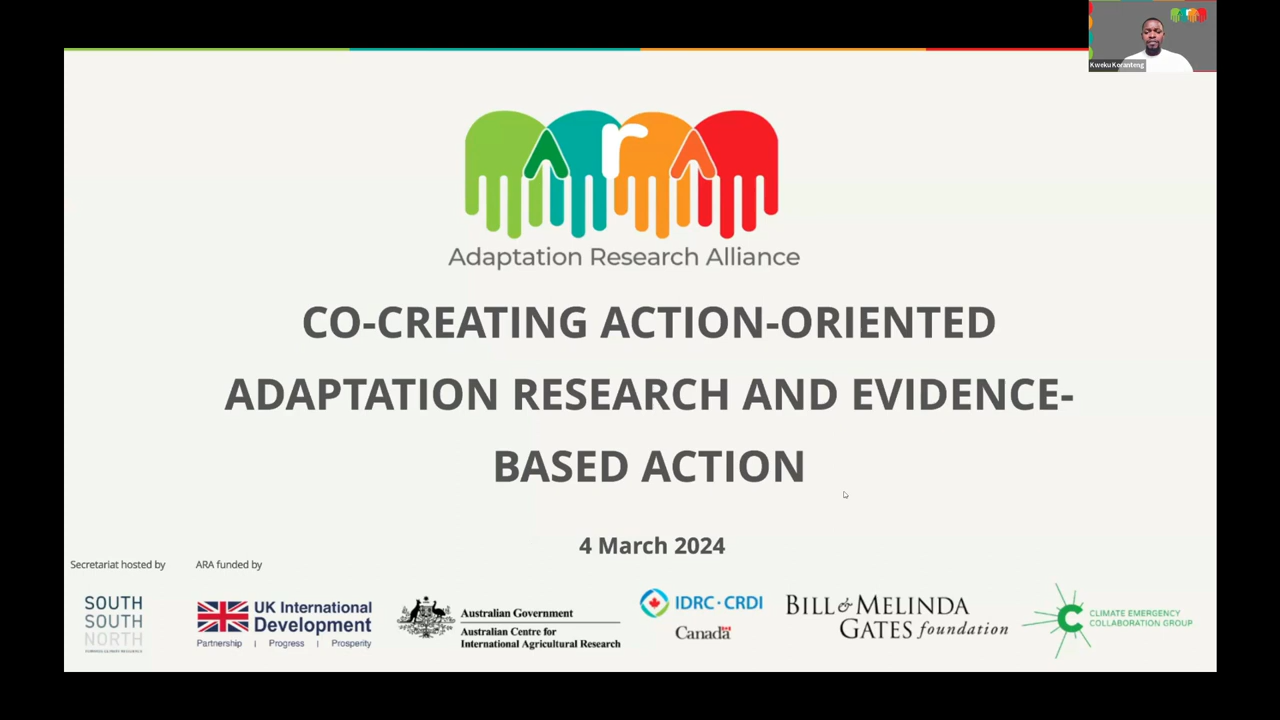 Kweku Koranteng
ara
Adaptation Research Alliance
CO-CREATING ACTION-ORIENTED
ADAPTATION RESEARCH AND EVIDENCE-
BASED ACTION
4 March 2024
Secretariat hosted by
ARA funded by
SOUTH
SOUTH
NORTH
UK International
Development
Partnership | Progress | Prosperity
Australian Government
Australian Centre for
International Agricultural Research
IDRC · CRDI
Canada
BILL & MELINDA
GATES foundation
C
CLIMATE EMERGENCY
COLLABORATION GROUP